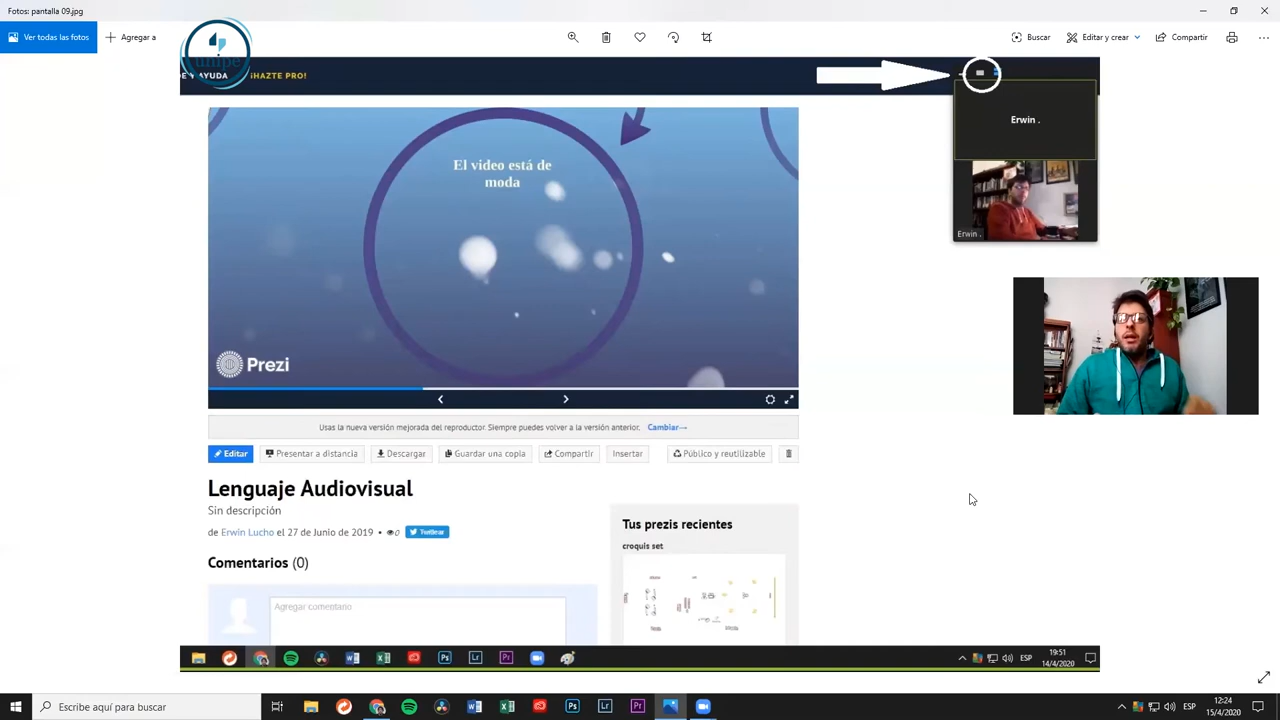 Fotos: pantalla 09.jpg
Ver todas las fotos
Agregar a
Buscar
Editar y crear
Compartir
unipe
DE Y AYUDA
¡HAZTE PRO!
Erwin .
Erwin .
El video está de
moda
Prezi
Usas la nueva versión mejorada del reproductor. Siempre puedes volver a la versión anterior.
Cambiar→
Editar
Presentar a distancia
Descargar
Guardar una copia
Compartir
Insertar
Público y reutilizable
Lenguaje Audiovisual
Sin descripción
de Erwin Lucho el 27 de Junio de 2019 • 0
Twittear
Comentarios (0)
Agregar comentario
Tus prezis recientes
croquis set
ESP
19:51
14/4/2020
Escribe aquí para buscar
ESP
12:24
15/4/2020